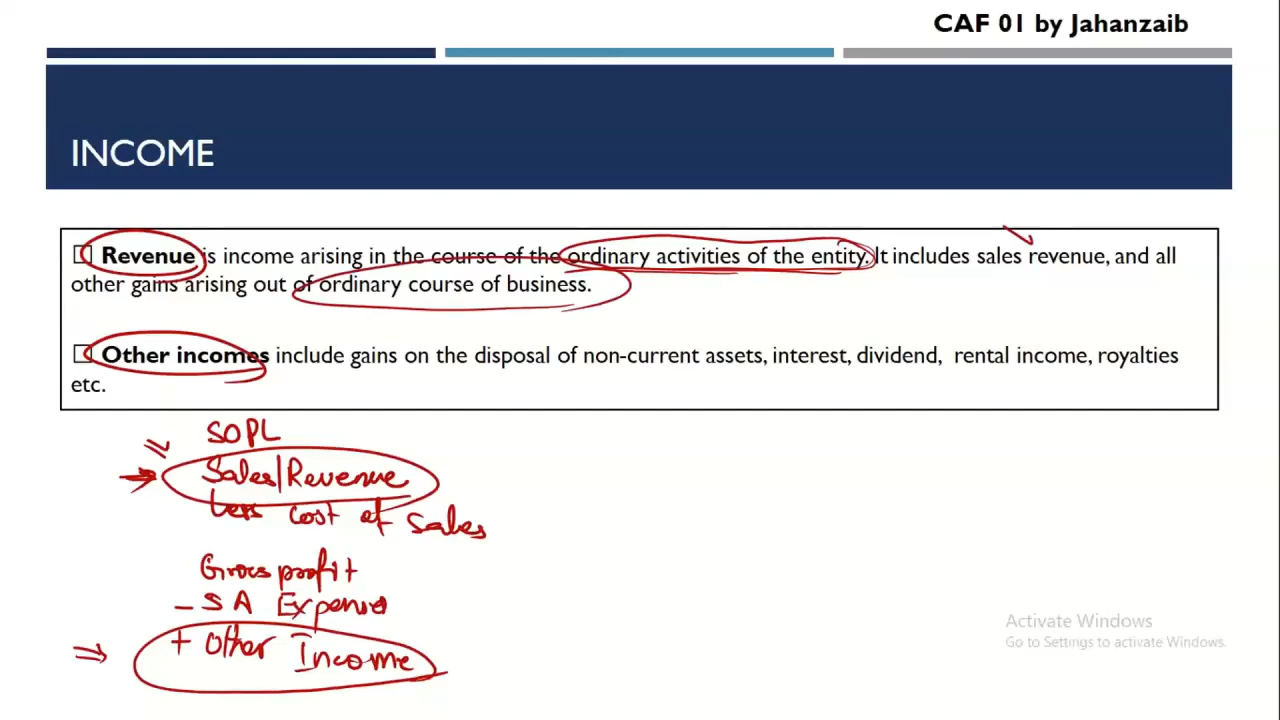 CAF 01 by Jahanzaib
INCOME
Revenue is income arising in the course of the ordinary activities of the entity. It includes sales revenue, and all
other gains arising out of ordinary course of business.
Other incomes include gains on the disposal of non-current assets, interest, dividend, rental income, royalties
etc.
SOPL
Sales/Revenue
Less cost of sales
Gross profit
- S A Expense
+ Other Income
Activate Windows
Go to Settings to activate Windows.